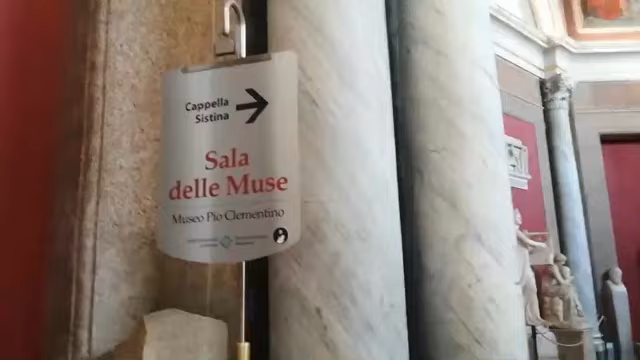 Cappella
Sistina
Sala
delle Muse
Museo Pio Clementino